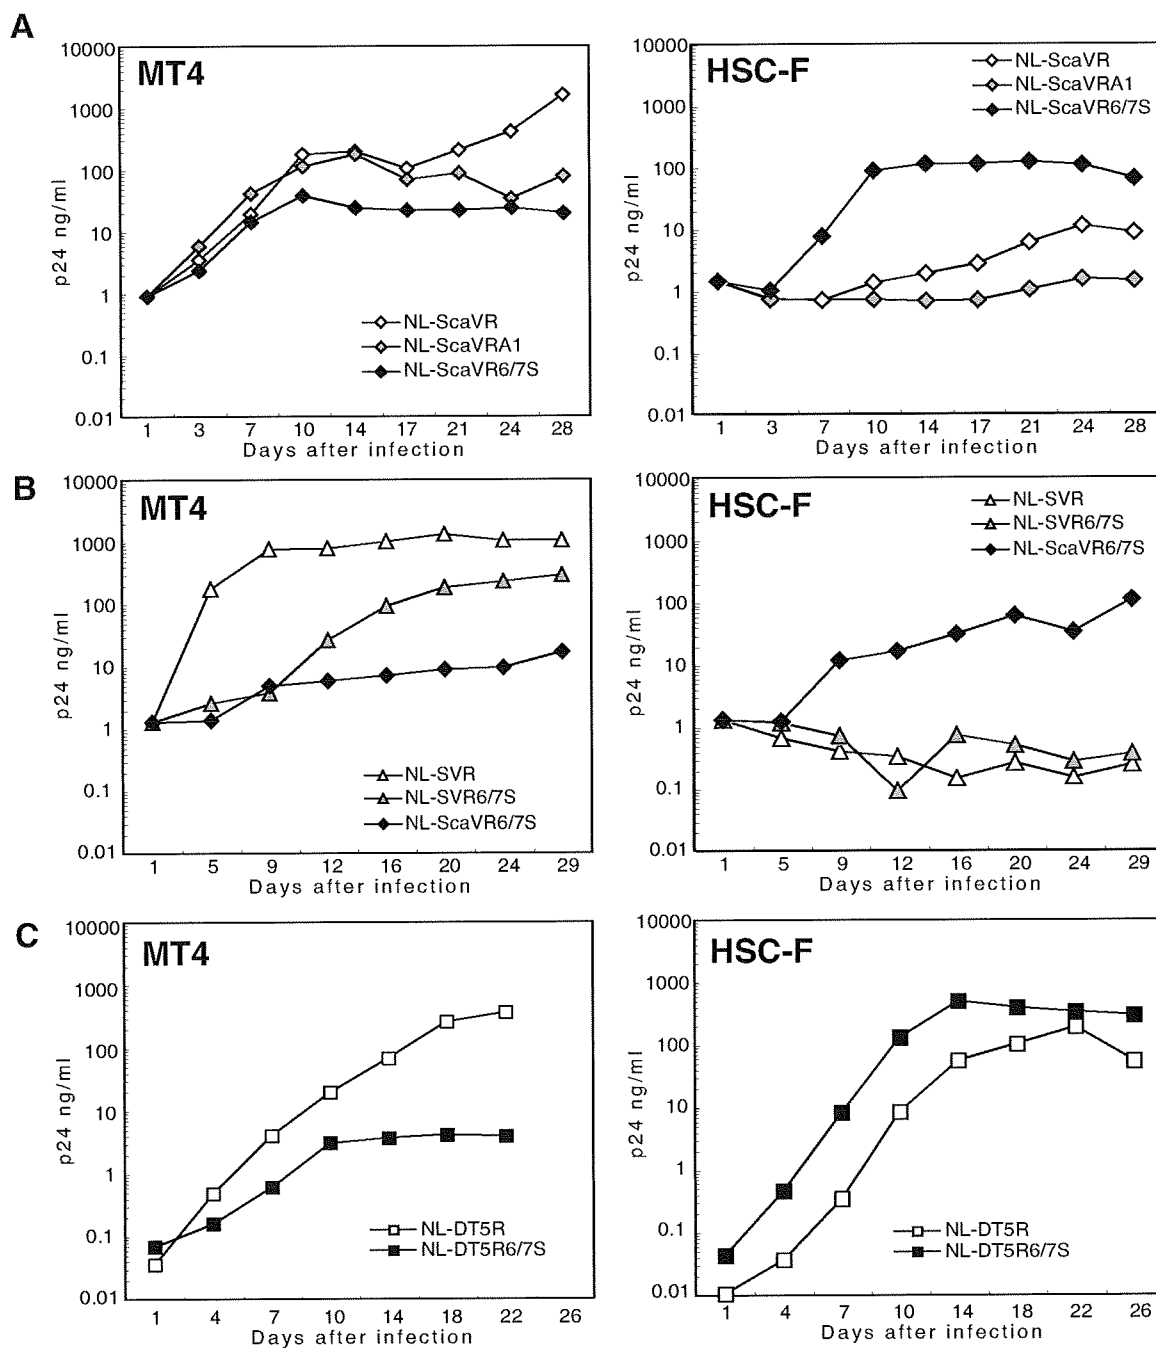 A
MT4
10000
1000
100
10
1
0.1
0.01
p24 ng/ml
NL-ScaVR
NL-ScaVRA1
NL-ScaVR6/7S
1 3 7 10 14 17 21 24 28
Days after infection
HSC-F
10000
1000
100
10
1
0.1
0.01
p24 ng/ml
NL-ScaVR
NL-ScaVRA1
NL-ScaVR6/7S
1 3 7 10 14 17 21 24 28
Days after infection
B
MT4
10000
1000
100
10
1
0.1
0.01
p24 ng/ml
NL-SVR
NL-SVR6/7S
NL-ScaVR6/7S
1 5 9 12 16 20 24 29
Days after infection
HSC-F
10000
1000
100
10
1
0.1
0.01
p24 ng/ml
NL-SVR
NL-SVR6/7S
NL-ScaVR6/7S
1 5 9 12 16 20 24 29
Days after infection
C
MT4
10000
1000
100
10
1
0.1
0.01
p24 ng/ml
NL-DT5R
NL-DT5R6/7S
1 4 7 10 14 18 22 26
Days after infection
HSC-F
10000
1000
100
10
1
0.1
0.01
p24 ng/ml
NL-DT5R
NL-DT5R6/7S
1 4 7 10 14 18 22 26
Days after infection